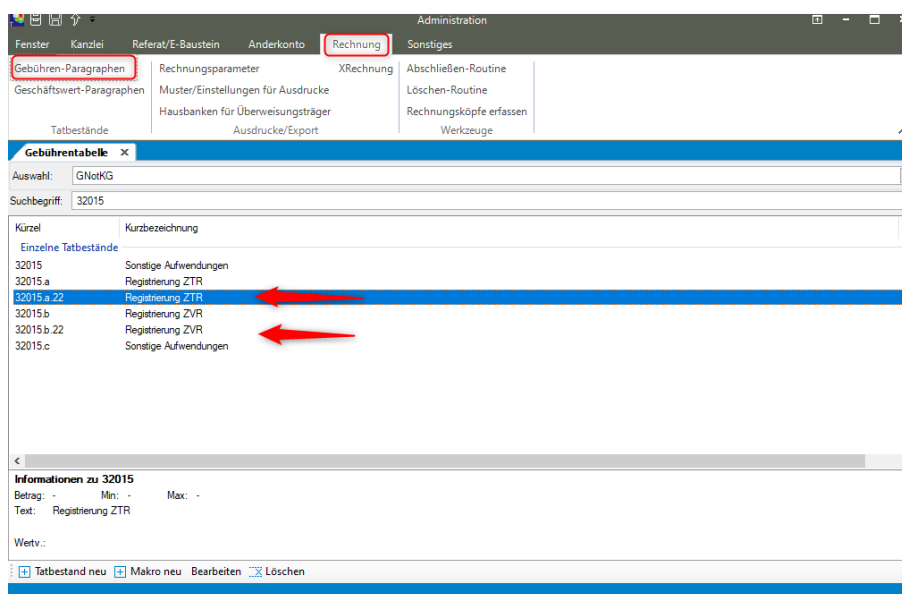 Administration
Fenster Kanzlei Referat/E-Baustein Anderkonto Rechnung Sonstiges
Gebühren-Paragraphen Rechnungsparameter XRechnung Abschließen-Routine
Geschäftswert-Paragraphen Muster/Einstellungen für Ausdrucke Löschen-Routine
Hausbanken für Überweisungsträger Rechnungsköpfe erfassen
Tatbestände Ausdrucke/Export Werkzeuge
Gebührentabelle
Auswahl: GNotKG
Suchbegriff: 32015
Kürzel Kurzbezeichnung
Einzelne Tatbestände
32015 Sonstige Aufwendungen
32015.a Registrierung ZTR
32015.a.22 Registrierung ZTR
32015.b Registrierung ZVR
32015.b.22 Registrierung ZVR
32015.c Sonstige Aufwendungen
Informationen zu 32015
Betrag: - Min: - Max: -
Text: Registrierung ZTR
Wertv.:
Tatbestand neu Makro neu Bearbeiten Löschen